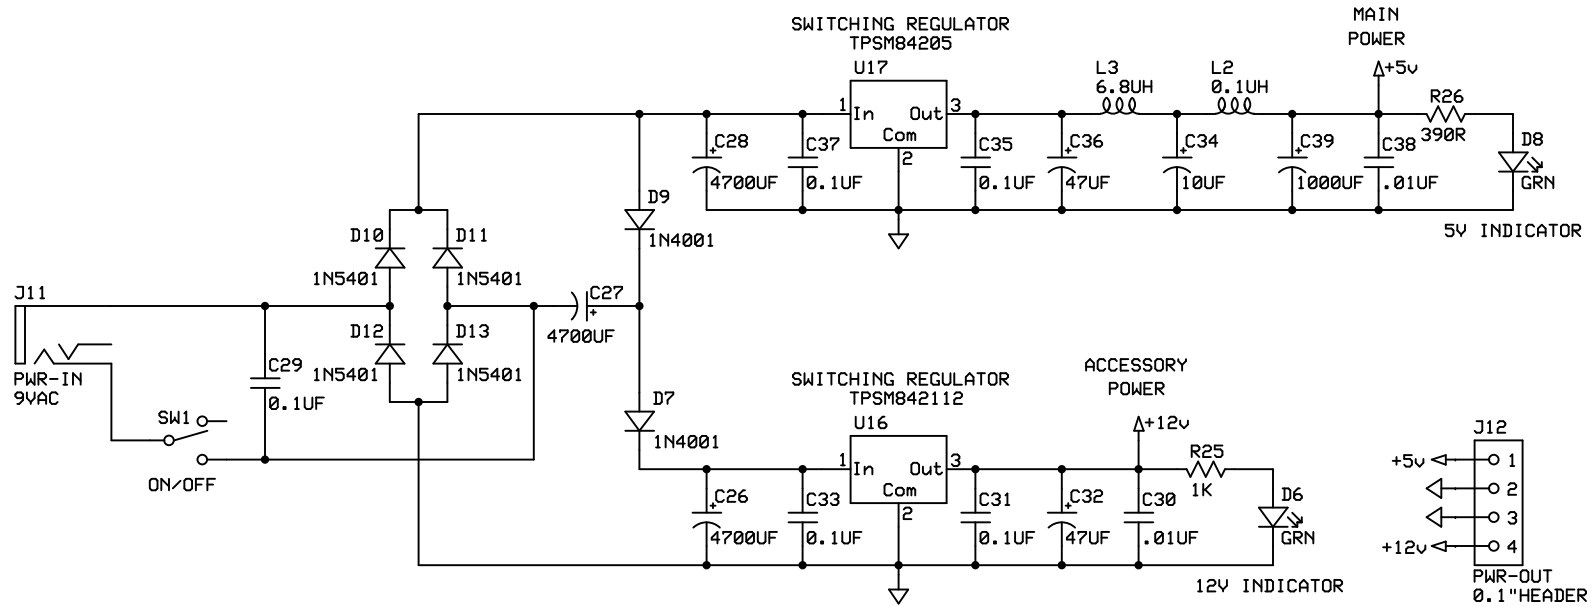 SWITCHING REGULATOR
TPSM84205
U17
1
In
Out
3
Com
2
MAIN
POWER
+5v
L3
6.8UH
L2
0.1UH
R26
390R
D8
GRN
5V INDICATOR
+
C28
4700UF
C37
0.1UF
C35
0.1UF
+
C36
47UF
+
C34
10UF
+
C39
1000UF
C38
.01UF
D9
1N4001
D10
1N5401
D11
1N5401
D12
1N5401
D13
1N5401
J11
PWR-IN
9VAC
C29
0.1UF
SW1
ON/OFF
C27
+
4700UF
D7
1N4001
SWITCHING REGULATOR
TPSM842112
U16
1
In
Out
3
Com
2
ACCESSORY
POWER
+12v
R25
1K
D6
GRN
12V INDICATOR
+
C26
4700UF
C33
0.1UF
C31
0.1UF
+
C32
47UF
C30
.01UF
J12
+5v
1
2
3
+12v
4
PWR-OUT
0.1"HEADER